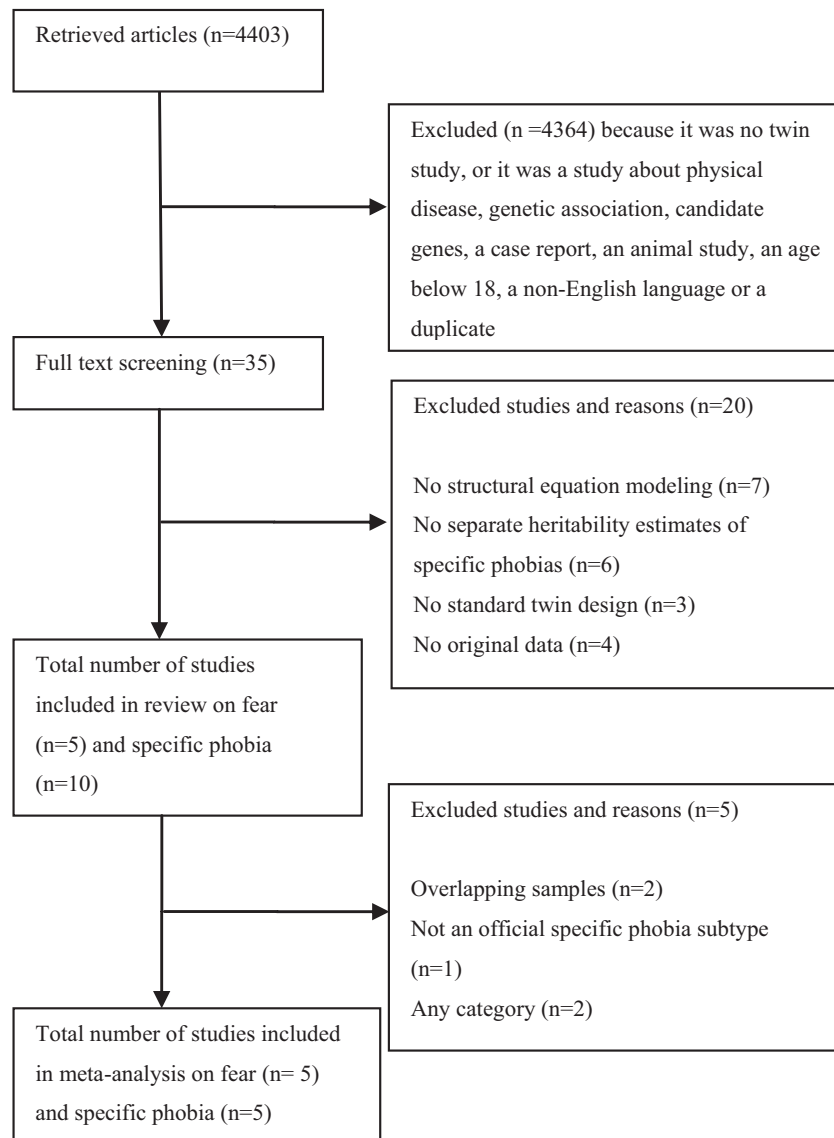 Retrieved articles (n=4403)
Excluded (n =4364) because it was no twin
study, or it was a study about physical
disease, genetic association, candidate
genes, a case report, an animal study, an age
below 18, a non-English language or a
duplicate
Full text screening (n=35)
Excluded studies and reasons (n=20)
No structural equation modeling (n=7)
No separate heritability estimates of
specific phobias (n=6)
No standard twin design (n=3)
No original data (n=4)
Total number of studies
included in review on fear
(n=5) and specific phobia
(n=10)
Excluded studies and reasons (n=5)
Overlapping samples (n=2)
Not an official specific phobia subtype
(n=1)
Any category (n=2)
Total number of studies included
in meta-analysis on fear (n= 5)
and specific phobia (n=5)